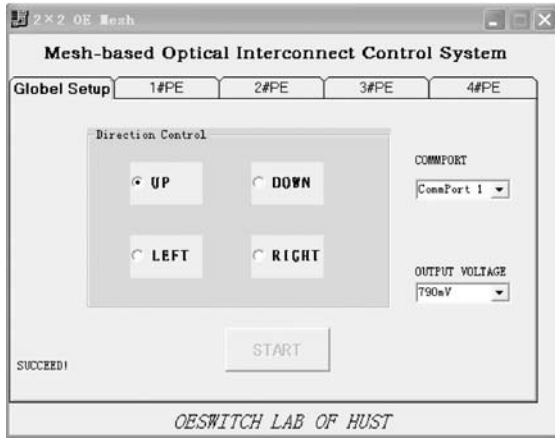 2×2 OE Mesh
Mesh-based Optical Interconnect Control System
Globel Setup 1#PE 2#PE 3#PE 4#PE
Direction Control
UP DOWN
LEFT RIGHT
COMMPORT
CommPort 1
OUTPUT VOLTAGE
790mV
START
SUCCEED!
OESWITCH LAB OF HUST